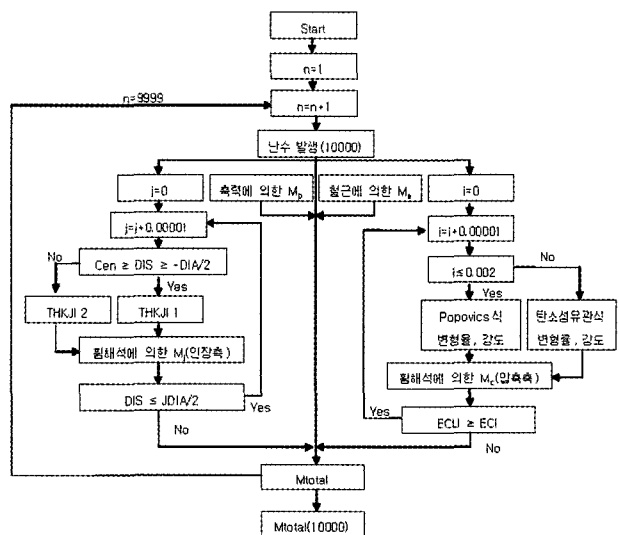 Start
n=1
n=9999
n=n+1
난수 발생(10000)
j=0
축력에 의한 Mp
철근에 의한 Ms
i=0
j=j+0.00001
i=i+0.00001
No
Cen ≥ DIS ≥ -DIA/2
i≤0.002
No
Yes
Yes
THKJI 2
THKJI 1
Popovics 식
변형율, 강도
탄소섬유관식
변형율, 강도
휨해석에 의한 Mj(인장측)
휨해석에 의한 Mc(압축측)
DIS ≤ JDIA/2
Yes
Yes
ECLI ≥ ECI
No
No
Mtotal
Mtotal(10000)